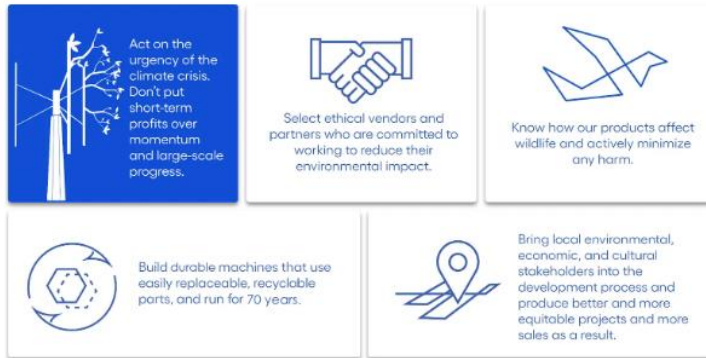 Act on the
urgency of the
climate crisis.
Don't put
short-term
profits over
momentum
and large-scale
progress.
Select ethical vendors and
partners who are committed to
working to reduce their
environmental impact.
Know how our products affect
wildlife and actively minimize
any harm.
Build durable machines that use
easily replaceable, recyclable
parts, and run for 70 years.
Bring local environmental,
economic, and cultural
stakeholders into the
development process and
produce better and more
equitable projects and more
sales as a result.